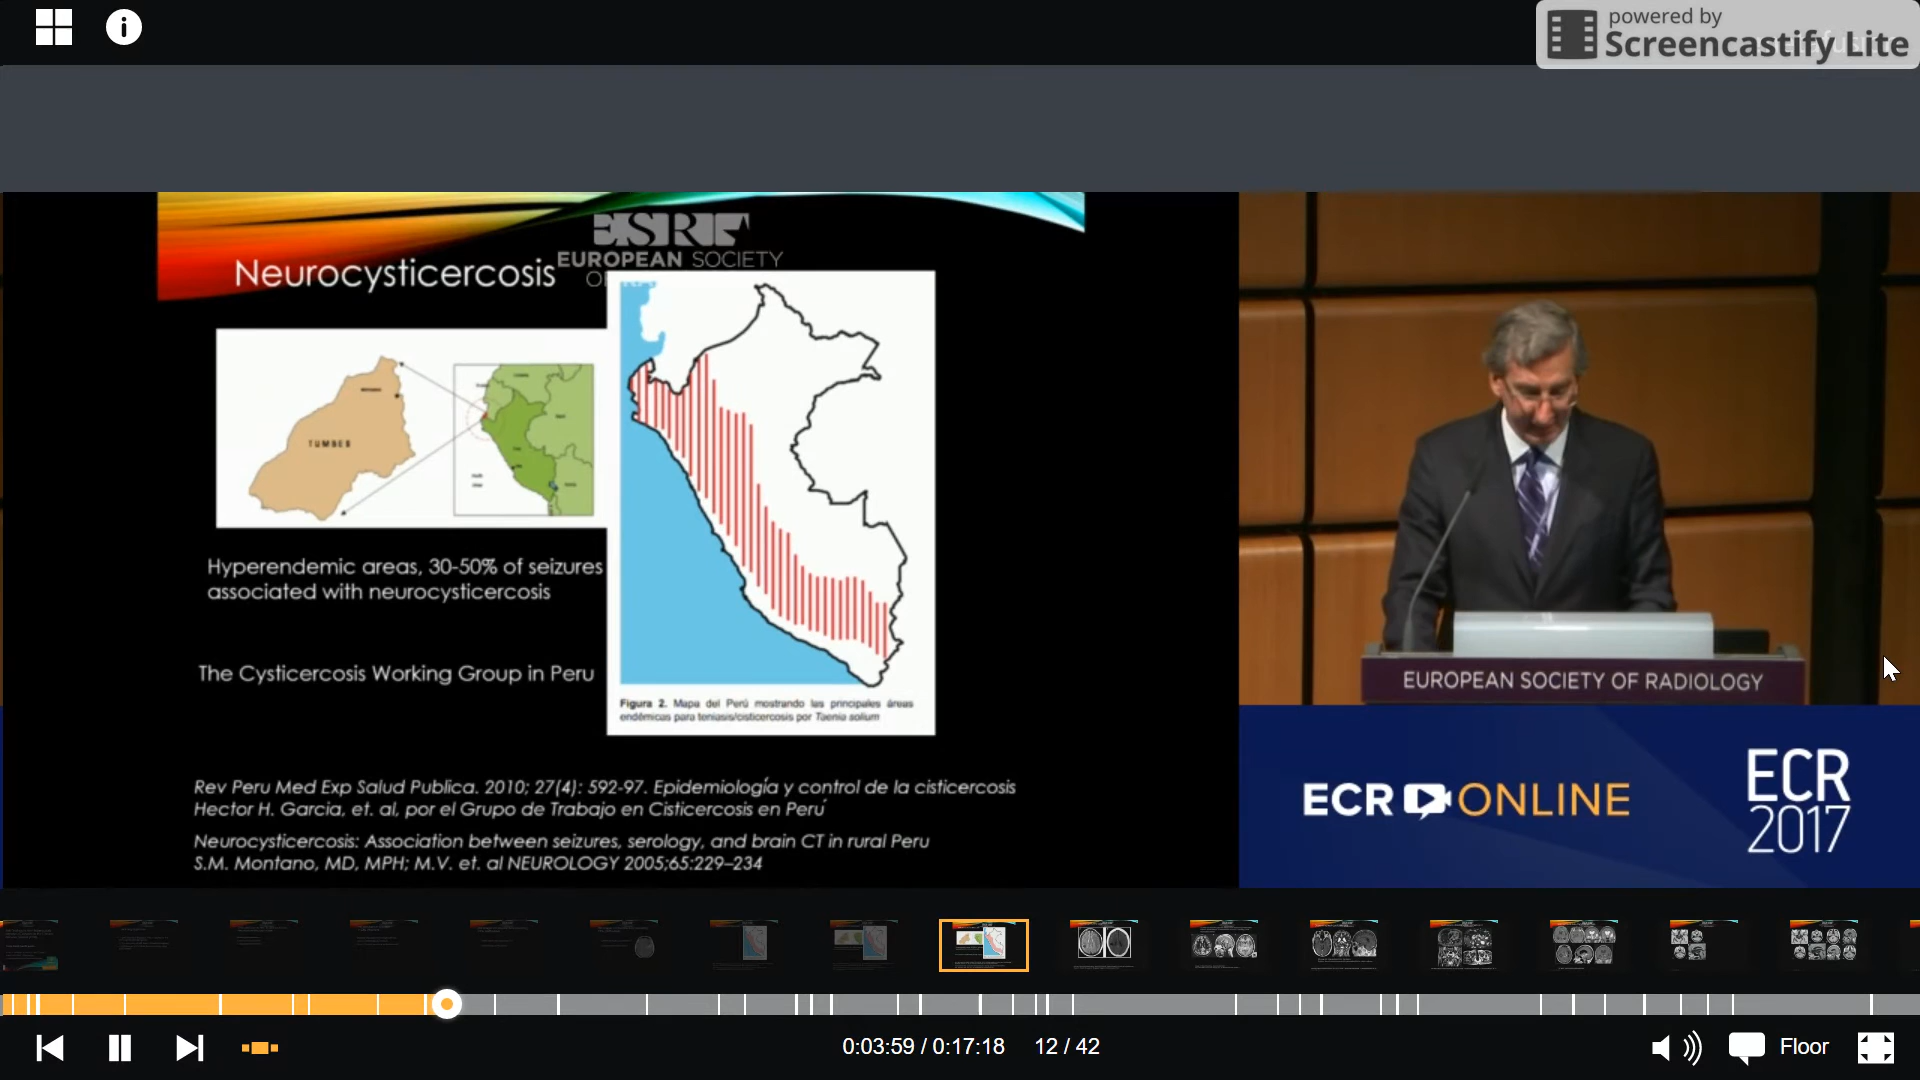 powered by
Screencastify Lite
ESRF
EUROPEAN SOCIETY
Neurocysticercosis
TUMBES
Hyperendemic areas, 30-50% of seizures
associated with neurocysticercosis
The Cysticercosis Working Group in Peru
Figura 2. Mapa del Perú mostrando las principales áreas
endémicas para teniasis/cisticercosis por Taenia solium
Rev Peru Med Exp Salud Publica. 2010; 27(4): 592-97. Epidemiología y control de la cisticercosis
Hector H. Garcia, et. al, por el Grupo de Trabajo en Cisticercosis en Perú
Neurocysticercosis: Association between seizures, serology, and brain CT in rural Peru
S.M. Montano, MD, MPH; M.V. et. al NEUROLOGY 2005;65:229–234
EUROPEAN SOCIETY OF RADIOLOGY
ECR ONLINE
ECR
2017
0:03:59 / 0:17:18 12 / 42
Floor